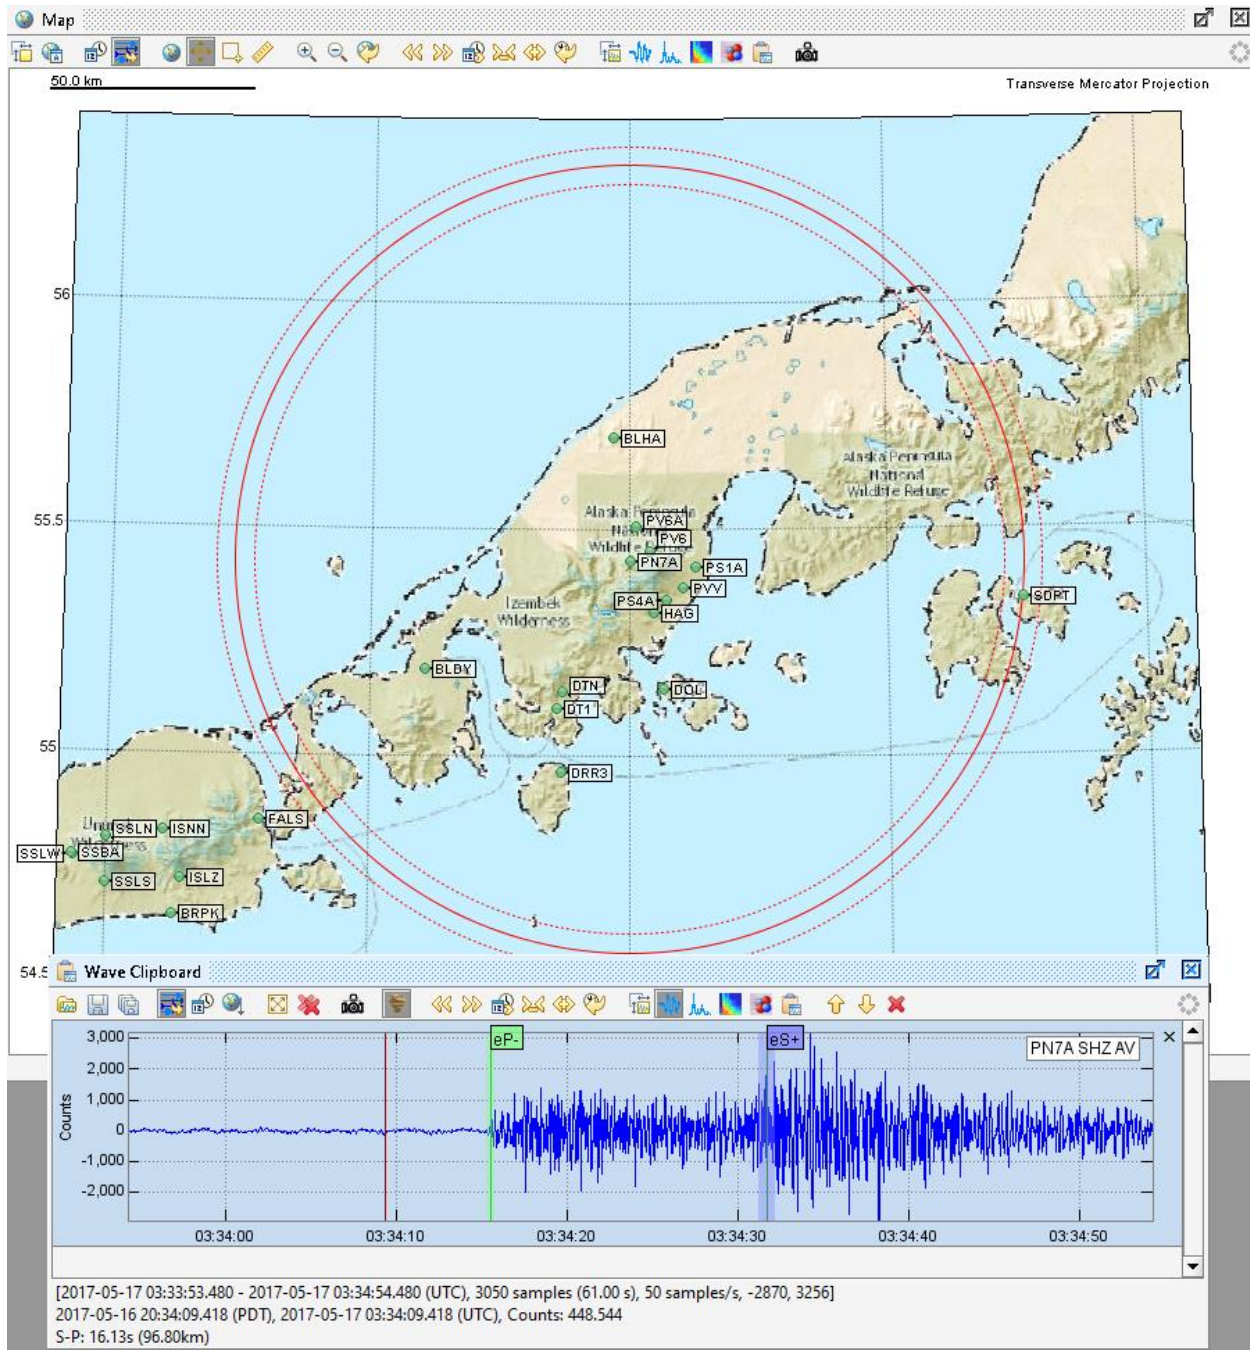 Map
50.0 km
Transverse Mercator Projection
56
BLHA
Alaska Peninsula
National
Wildlife Refuge
55.5
Alaska Peninsula
PV6A
PV6
Wildlife Refuge
PN7A
PS1A
PVV
PS4A
HAG
SDPT
Izembek
Wilderness
BLDY
DTN
DOL
DT1
55
DRR3
FALS
SSLN
ISNN
SSLW
SSBA
SSLS
ISLZ
BRPK
54.5
Wave Clipboard
3,000
2,000
1,000
0
-1,000
-2,000
Counts
eP-
eS+
PN7A SHZ AV
03:34:00
03:34:10
03:34:20
03:34:30
03:34:40
03:34:50
[2017-05-17 03:33:53.480 - 2017-05-17 03:34:54.480 (UTC), 3050 samples (61.00 s), 50 samples/s, -2870, 3256]
2017-05-16 20:34:09.418 (PDT), 2017-05-17 03:34:09.418 (UTC), Counts: 448.544
S-P: 16.13s (96.80km)